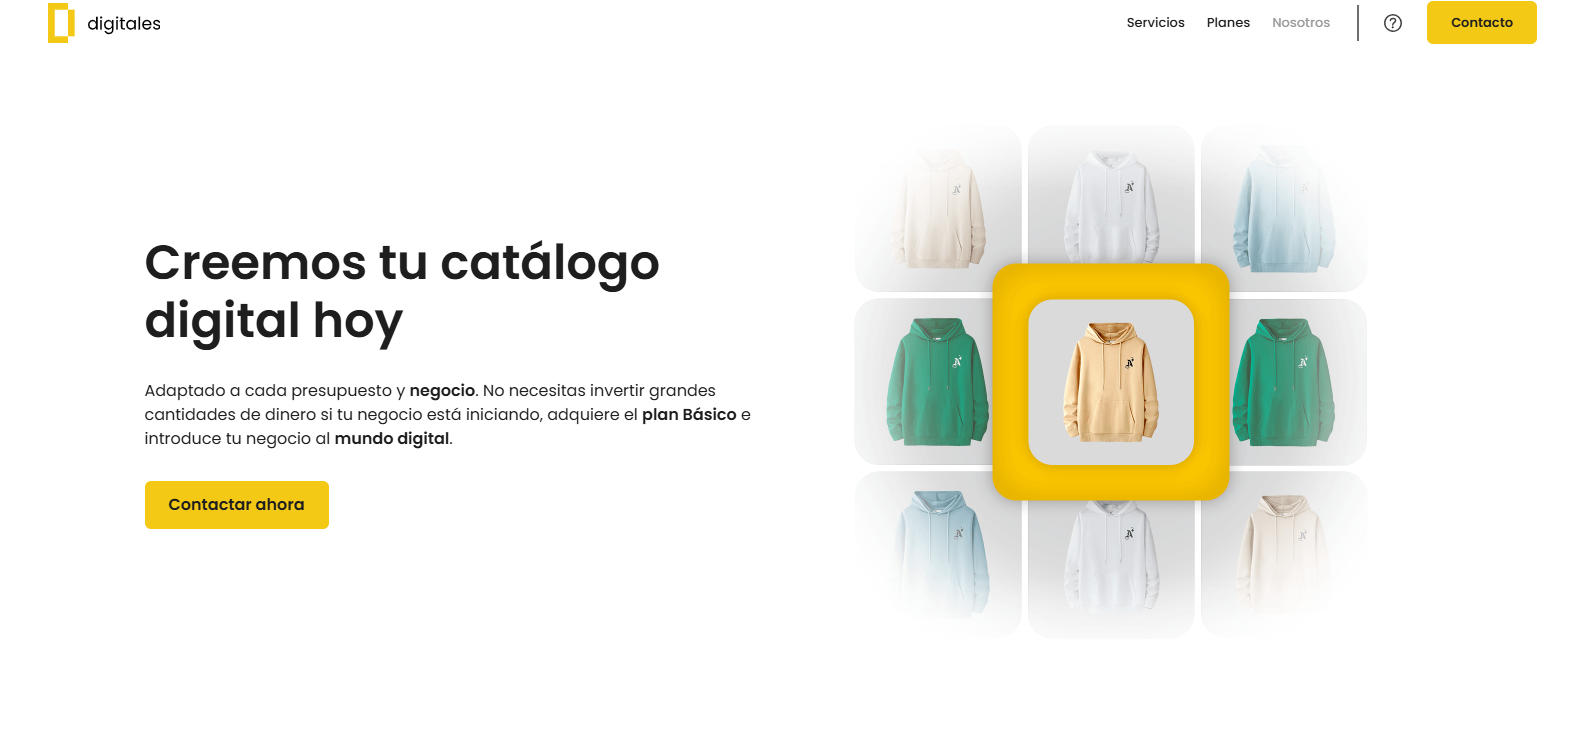 digitales
Servicios
Planes
Nosotros
Contacto
Creemos tu catálogo
digital hoy
Adaptado a cada presupuesto y negocio. No necesitas invertir grandes
cantidades de dinero si tu negocio está iniciando, adquiere el plan Básico e
introduce tu negocio al mundo digital.
Contactar ahora